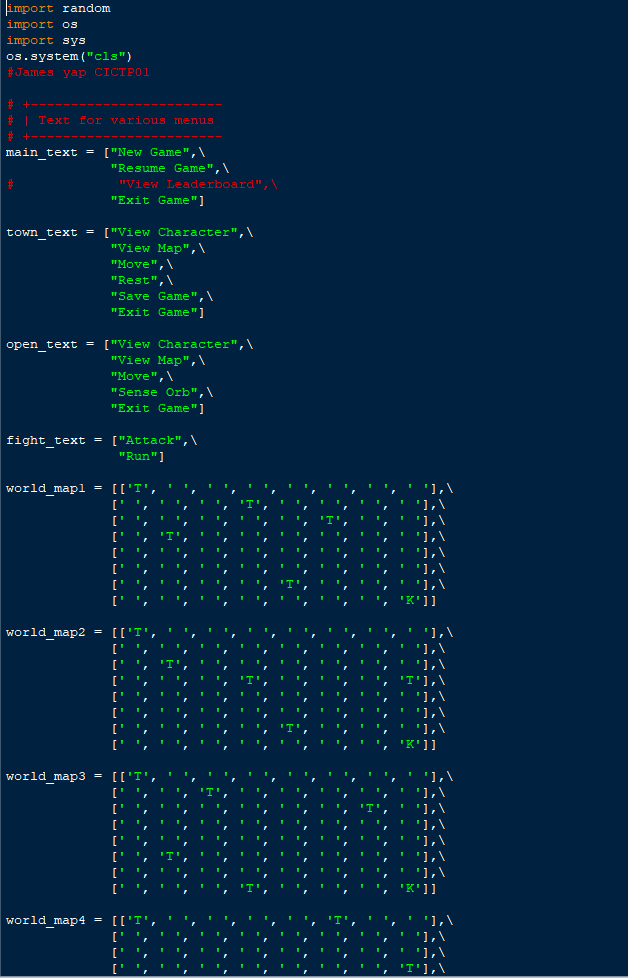 import random
import os
import sys
os.system("cls")
#James yap CICTP01
# +------------------------
# | Text for various menus
# +------------------------
main_text = ["New Game",\
             "Resume Game",\
#             "View Leaderboard",\
             "Exit Game"]
town_text = ["View Character",\
             "View Map",\
             "Move",\
             "Rest",\
             "Save Game",\
             "Exit Game"]
open_text = ["View Character",\
             "View Map",\
             "Move",\
             "Sense Orb",\
             "Exit Game"]
fight_text = ["Attack",\
              "Run"]
world_map1 = [['T', ' ', ' ', ' ', ' ', ' ', ' ', ' '],\
             [' ', ' ', ' ', 'T', ' ', ' ', ' ', ' '],\
             [' ', ' ', ' ', ' ', ' ', 'T', ' ', ' '],\
             [' ', 'T', ' ', ' ', ' ', ' ', ' ', ' '],\
             [' ', ' ', ' ', ' ', ' ', ' ', ' ', ' '],\
             [' ', ' ', ' ', ' ', ' ', ' ', ' ', ' '],\
             [' ', ' ', ' ', ' ', 'T', ' ', ' ', ' '],\
             [' ', ' ', ' ', ' ', ' ', ' ', ' ', 'K']]
world_map2 = [['T', ' ', ' ', ' ', ' ', ' ', ' ', ' '],\
             [' ', ' ', ' ', ' ', ' ', ' ', ' ', ' '],\
             [' ', 'T', ' ', ' ', ' ', ' ', ' ', ' '],\
             [' ', ' ', ' ', 'T', ' ', ' ', ' ', 'T'],\
             [' ', ' ', ' ', ' ', ' ', ' ', ' ', ' '],\
             [' ', ' ', ' ', ' ', ' ', ' ', ' ', ' '],\
             [' ', ' ', ' ', ' ', 'T', ' ', ' ', ' '],\
             [' ', ' ', ' ', ' ', ' ', ' ', ' ', 'K']]
world_map3 = [['T', ' ', ' ', ' ', ' ', ' ', ' ', ' '],\
             [' ', ' ', 'T', ' ', ' ', ' ', ' ', ' '],\
             [' ', ' ', ' ', ' ', ' ', ' ', 'T', ' '],\
             [' ', ' ', ' ', ' ', ' ', ' ', ' ', ' '],\
             [' ', ' ', ' ', ' ', ' ', ' ', ' ', ' '],\
             [' ', 'T', ' ', ' ', ' ', ' ', ' ', ' '],\
             [' ', ' ', ' ', ' ', ' ', ' ', ' ', ' '],\
             [' ', ' ', ' ', 'T', ' ', ' ', ' ', 'K']]
world_map4 = [['T', ' ', ' ', ' ', ' ', 'T', ' ', ' '],\
             [' ', ' ', ' ', ' ', ' ', ' ', ' ', ' '],\
             [' ', ' ', ' ', ' ', ' ', ' ', ' ', ' '],\
             [' ', ' ', ' ', ' ', ' ', ' ', ' ', 'T'],\